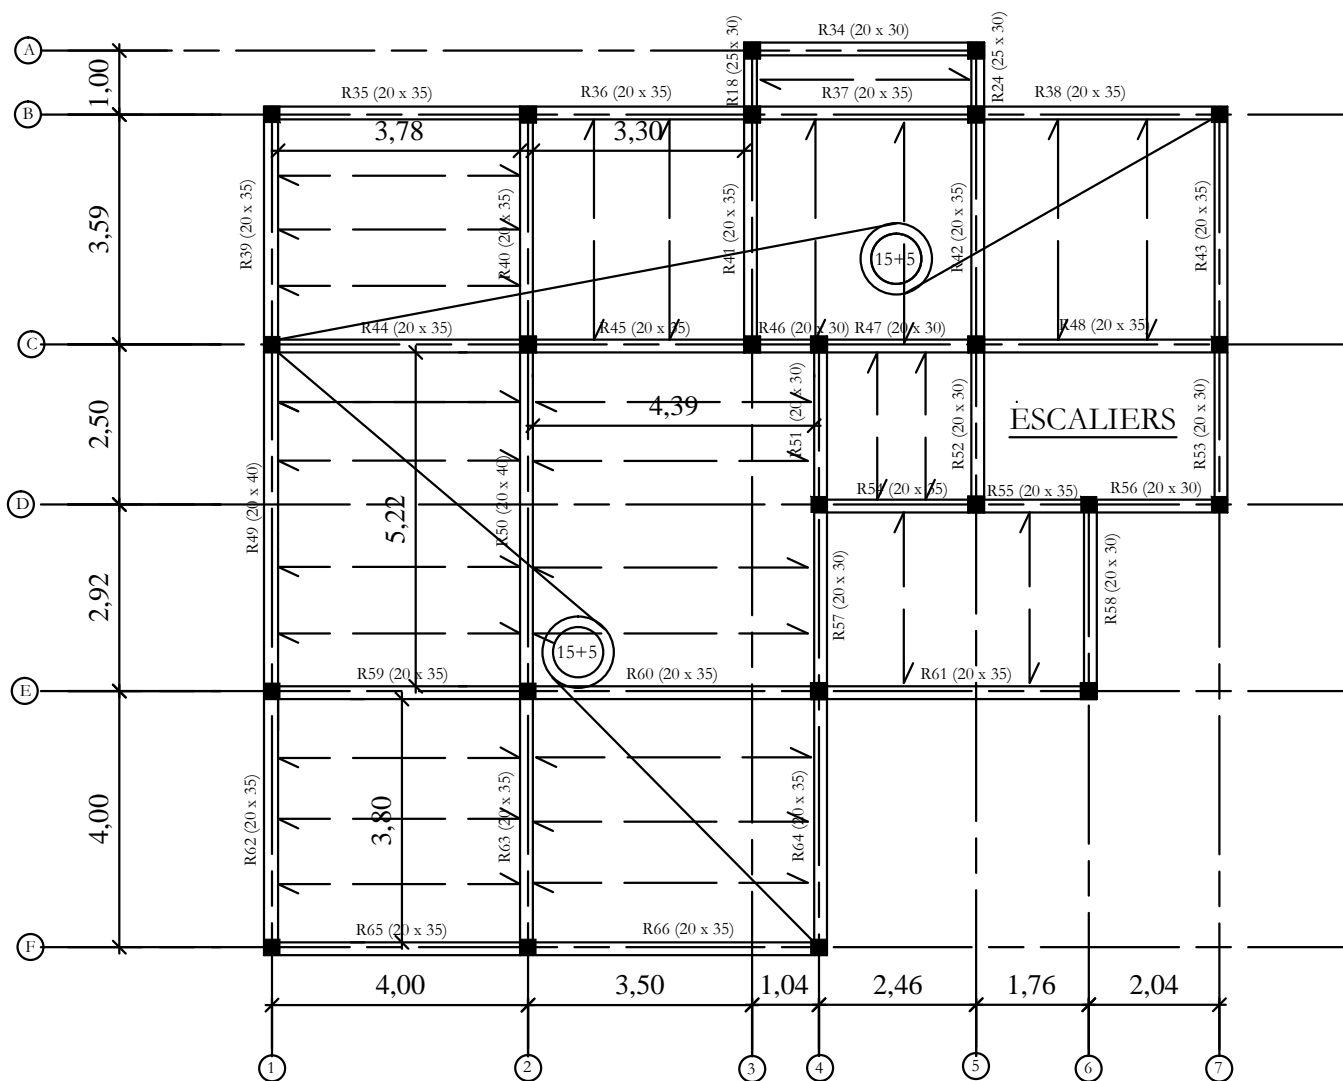 A
R34 (20 x 30)
R18 (25 x 30)
R24 (25 x 30)
1,00
R35 (20 x 35)
R36 (20 x 35)
R37 (20 x 35)
R38 (20 x 35)
B
3,78
3,30
3,59
R39 (20 x 35)
R40 (20 x 35)
R41 (20 x 35)
15+5
R42 (20 x 35)
R43 (20 x 35)
R44 (20 x 35)
R45 (20 x 35)
R46 (20 x 30)
R47 (20 x 30)
R48 (20 x 35)
C
2,50
4,39
R51 (20 x 30)
R52 (20 x 30)
ESCALIERS
R53 (20 x 30)
R49 (20 x 40)
5,22
R50 (20 x 40)
R54 (20 x 35)
R55 (20 x 35)
R56 (20 x 30)
D
2,92
R57 (20 x 30)
R58 (20 x 30)
15+5
R59 (20 x 35)
R60 (20 x 35)
R61 (20 x 35)
E
4,00
R62 (20 x 35)
3,80
R63 (20 x 35)
R64 (20 x 35)
R65 (20 x 35)
R66 (20 x 35)
F
4,00
3,50
1,04
2,46
1,76
2,04
1
2
3
4
5
6
7